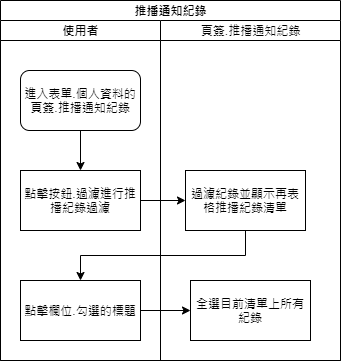 推播通知紀錄
使用者
頁簽.推播通知紀錄
進入表單.個人資料的
頁簽.推播通知紀錄
點擊按鈕.過濾進行推
播紀錄過濾
過濾紀錄並顯示再表
格推播紀錄清單
點擊欄位.勾選的標題
全選目前清單上所有
紀錄